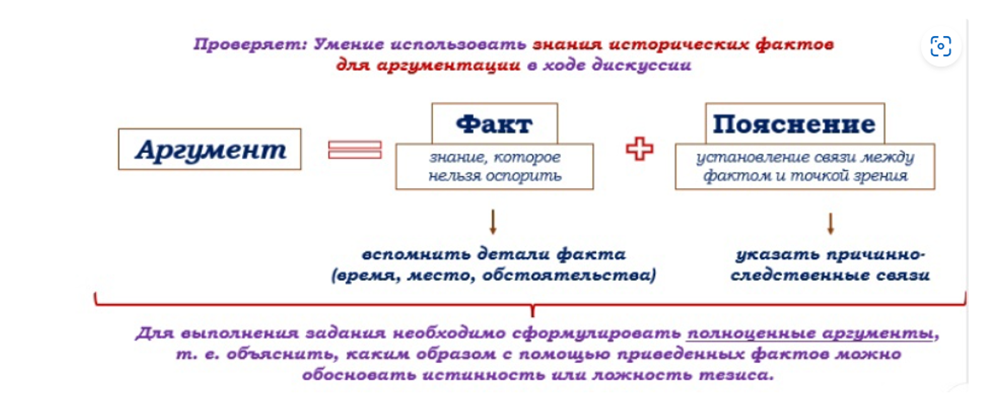 Проверяет: Умение использовать знания исторических фактов
для аргументации в ходе дискуссии
Аргумент
Факт
знание, которое
нельзя оспорить
Пояснение
установление связи между
фактом и точкой зрения
вспомнить детали факта
(время, место, обстоятельства)
указать причинно-
следственные связи
Для выполнения задания необходимо сформулировать полноценные аргументы,
т. е. объяснить, каким образом с помощью приведенных фактов можно
обосновать истинность или ложность тезиса.